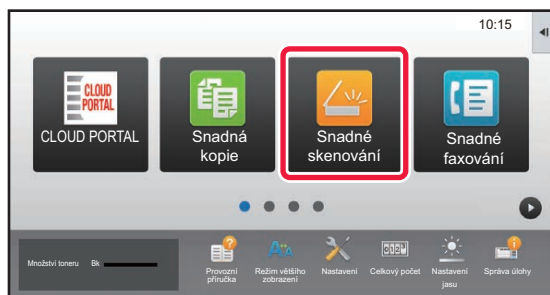 10:15
CLOUD
PORTAL
CLOUD PORTAL
Snadná
kopie
Snadné
skenování
Snadné
faxování
Množství toneru Bk
Provozní
příručka
Režim většího
zobrazení
Nastavení
Celkový počet
Nastavení
jasu
Správa úlohy